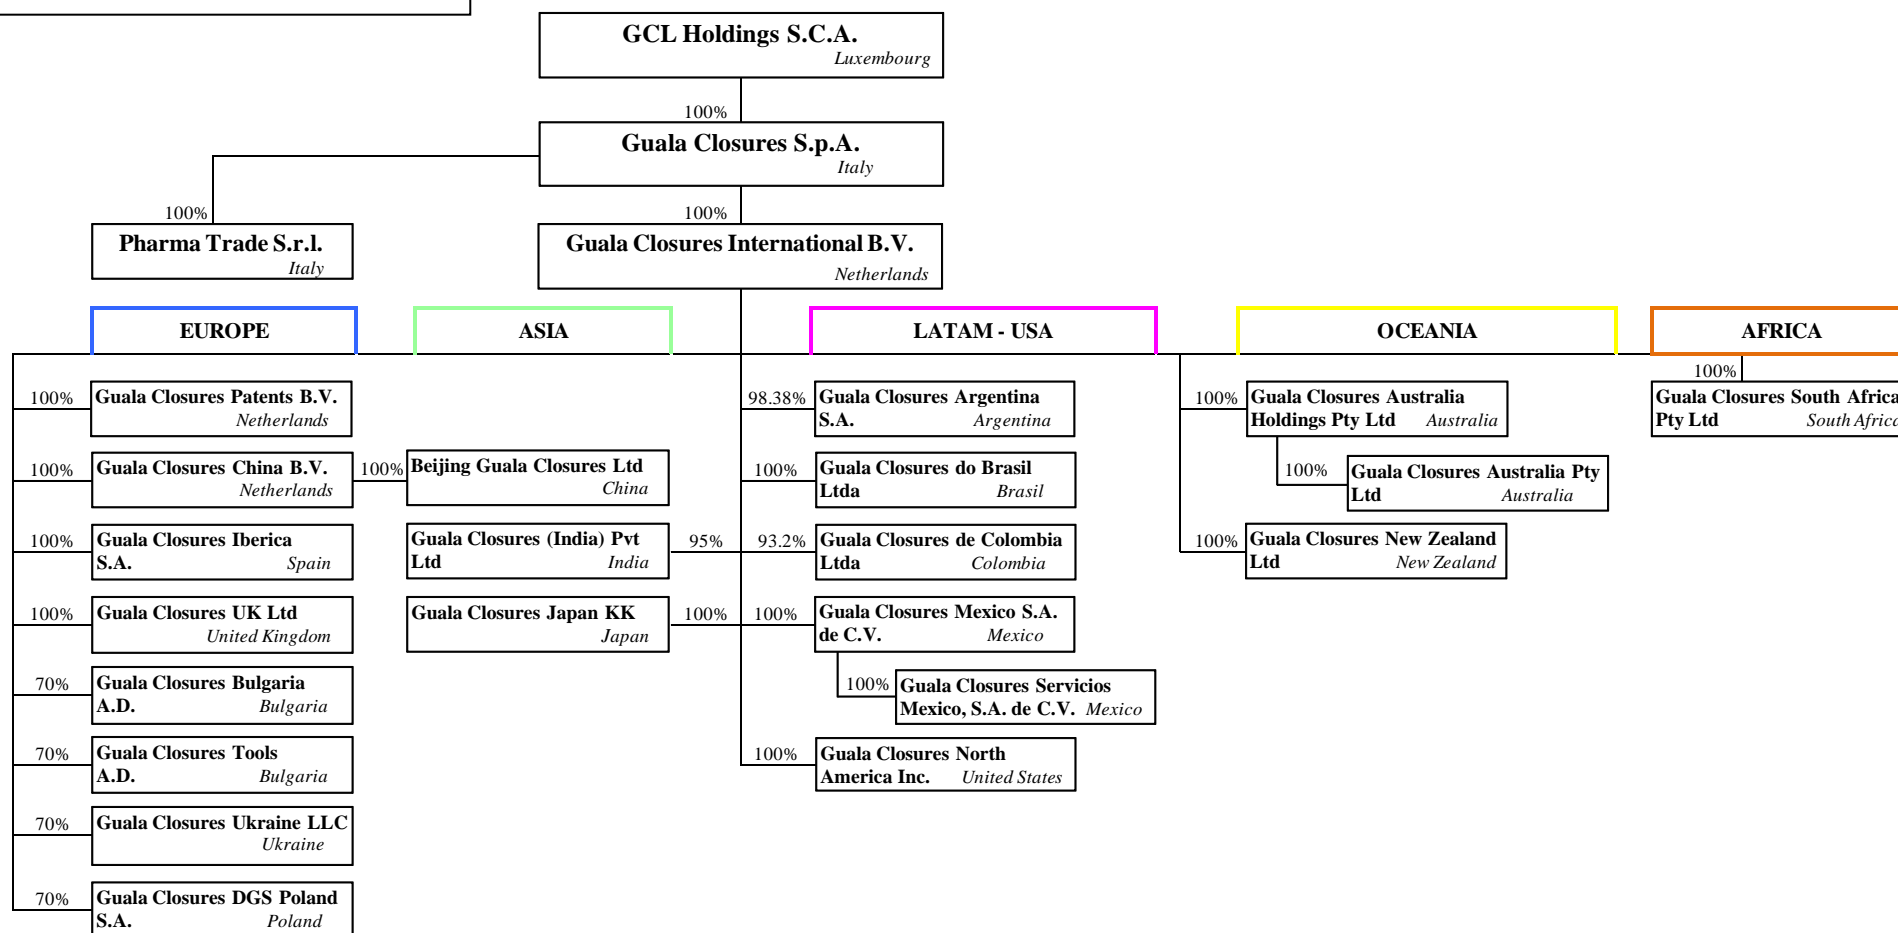 GCL Holdings S.C.A.
Luxembourg
100%
Guala Closures S.p.A.
Italy
100%
100%
Pharma Trade S.r.l.
Italy
Guala Closures International B.V.
Netherlands
EUROPE
ASIA
LATAM - USA
OCEANIA
AFRICA
100%
Guala Closures Patents B.V.
Netherlands
100%
Guala Closures China B.V.
Netherlands
100%
Guala Closures Iberica
S.A. Spain
100%
Guala Closures UK Ltd
United Kingdom
70%
Guala Closures Bulgaria
A.D. Bulgaria
70%
Guala Closures Tools
A.D. Bulgaria
70%
Guala Closures Ukraine LLC
Ukraine
70%
Guala Closures DGS Poland
S.A. Poland
100%
Beijing Guala Closures Ltd
China
Guala Closures (India) Pvt
Ltd India
95%
Guala Closures Japan KK
Japan
100%
98.38%
Guala Closures Argentina
S.A. Argentina
100%
Guala Closures do Brasil
Ltda Brasil
93.2%
Guala Closures de Colombia
Ltda Colombia
100%
Guala Closures Mexico S.A.
de C.V. Mexico
100%
Guala Closures Servicios
Mexico, S.A. de C.V. Mexico
100%
Guala Closures North
America Inc. United States
100%
Guala Closures Australia
Holdings Pty Ltd Australia
100%
Guala Closures Australia Pty
Ltd Australia
100%
Guala Closures New Zealand
Ltd New Zealand
100%
Guala Closures South Africa
Pty Ltd South Africa